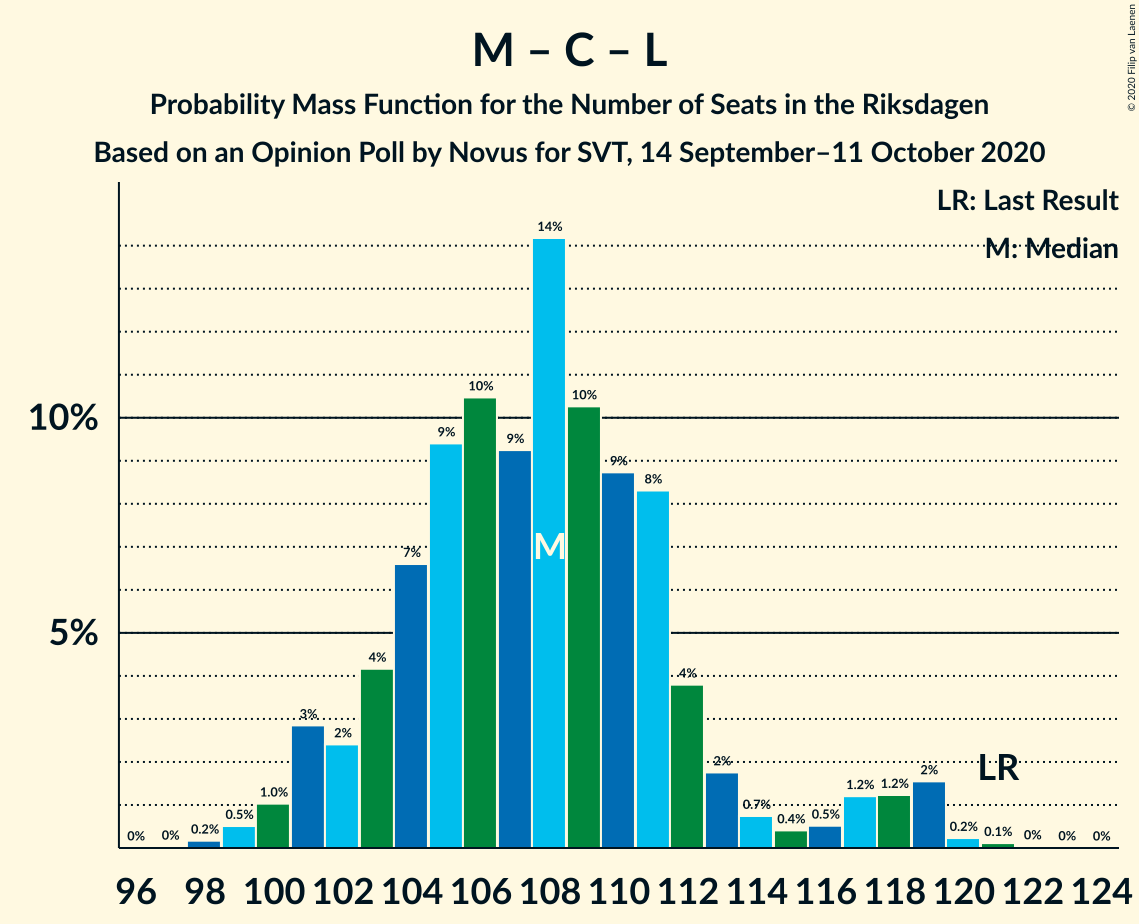 M – C – L
Probability Mass Function for the Number of Seats in the Riksdagen
Based on an Opinion Poll by Novus for SVT, 14 September–11 October 2020
© 2020 Filip van Laenen
LR: Last Result
M: Median
10%
5%
0% 0% 0.2% 0.5% 1.0% 3% 2% 4% 7% 9% 10% 9% 14% 10% 9% 8% 4% 2% 0.7% 0.4% 0.5% 1.2% 1.2% 2% 0.2% 0.1% 0% 0% 0%
M
LR
96 98 100 102 104 106 108 110 112 114 116 118 120 122 124